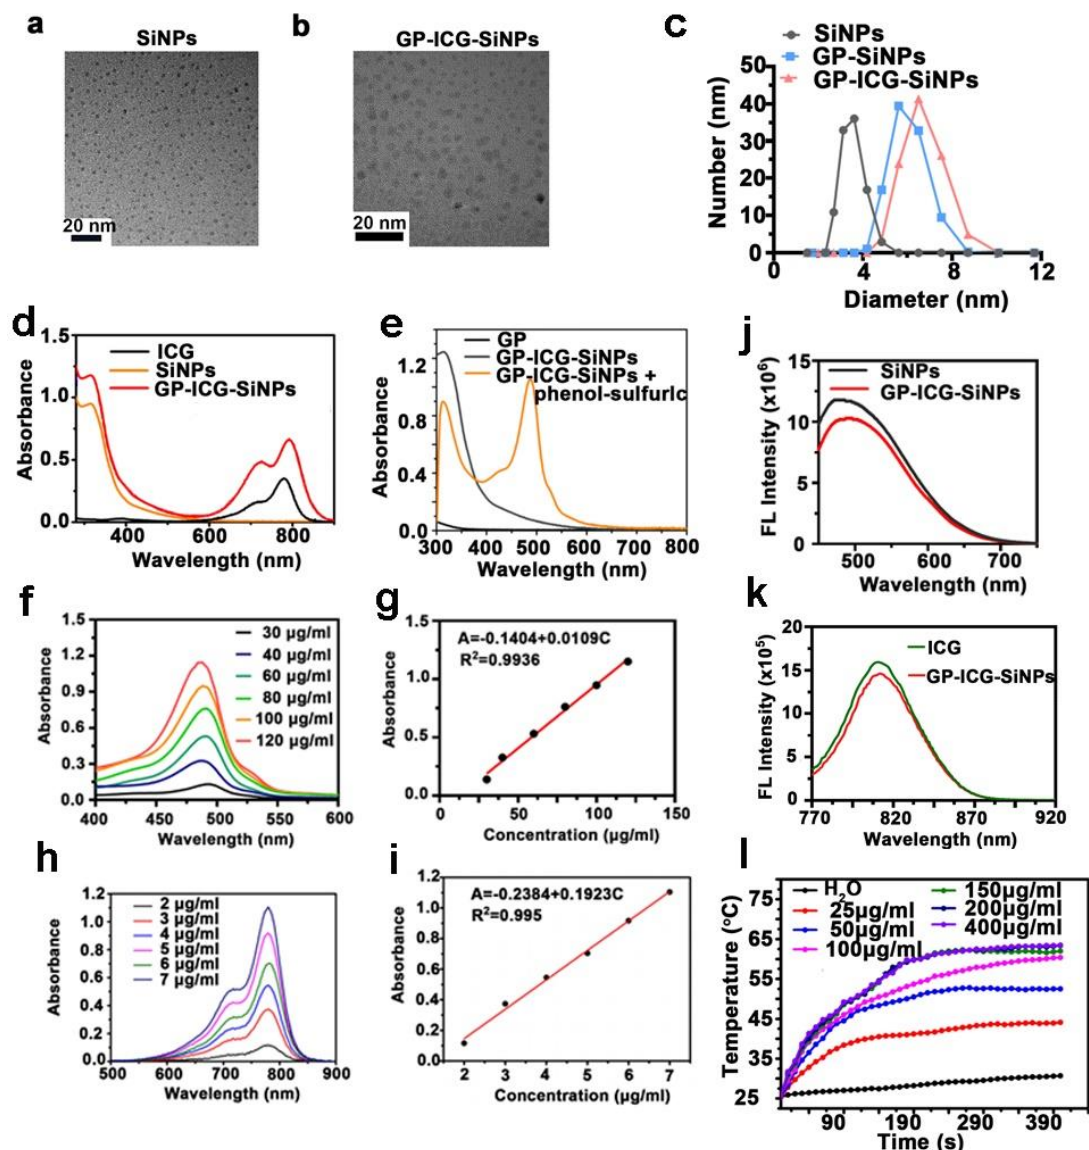 a
SiNPs
20 nm
b
GP-ICG-SiNPs
20 nm
c
SiNPs
GP-SiNPs
GP-ICG-SiNPs
Number (nm)
50
40
30
20
10
0
0 4 8 12
Diameter (nm)
d
ICG
SiNPs
GP-ICG-SiNPs
Absorbance
1.5
1.0
0.5
0.0
400 600 800
Wavelength (nm)
e
GP
GP-ICG-SiNPs
GP-ICG-SiNPs +
phenol-sulfuric
Absorbance
1.2
0.8
0.4
0.0
300 400 500 600 700 800
Wavelength (nm)
j
SiNPs
GP-ICG-SiNPs
FL Intensity (x10⁶)
15
10
5
0
500 600 700
Wavelength (nm)
f
30 µg/ml
40 µg/ml
60 µg/ml
80 µg/ml
100 µg/ml
120 µg/ml
Absorbance
1.5
1.2
0.9
0.6
0.3
0.0
400 450 500 550 600
Wavelength (nm)
g
A=-0.1404+0.0109C
R²=0.9936
Absorbance
1.5
1.0
0.5
0.0
0 50 100 150
Concentration (µg/ml)
k
ICG
GP-ICG-SiNPs
FL Intensity (x10⁵)
20
15
10
5
0
770 820 870 920
Wavelength (nm)
h
2 µg/ml
3 µg/ml
4 µg/ml
5 µg/ml
6 µg/ml
7 µg/ml
Absorbance
1.2
1.0
0.8
0.6
0.4
0.2
0.0
500 600 700 800 900
Wavelength (nm)
i
A=-0.2384+0.1923C
R²=0.995
Absorbance
1.2
1.0
0.8
0.6
0.4
0.2
0.0
2 3 4 5 6 7
Concentration (µg/ml)
l
H₂O
25µg/ml
50µg/ml
100µg/ml
150µg/ml
200µg/ml
400µg/ml
Temperature (°C)
75
65
55
45
35
25
90 190 290 390
Time (s)